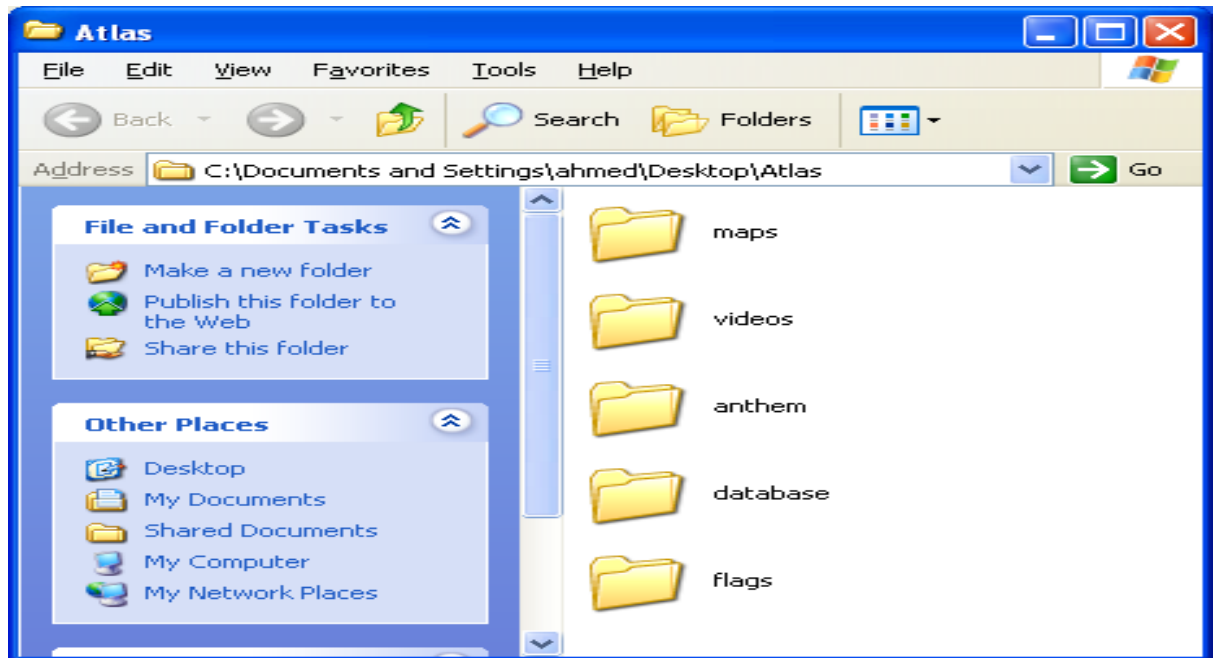 Atlas
File Edit View Favorites Tools Help
Back Search Folders
Address C:\Documents and Settings\ahmed\Desktop\Atlas Go
File and Folder Tasks
Make a new folder
Publish this folder to
the Web
Share this folder
Other Places
Desktop
My Documents
Shared Documents
My Computer
My Network Places
maps
videos
anthem
database
flags